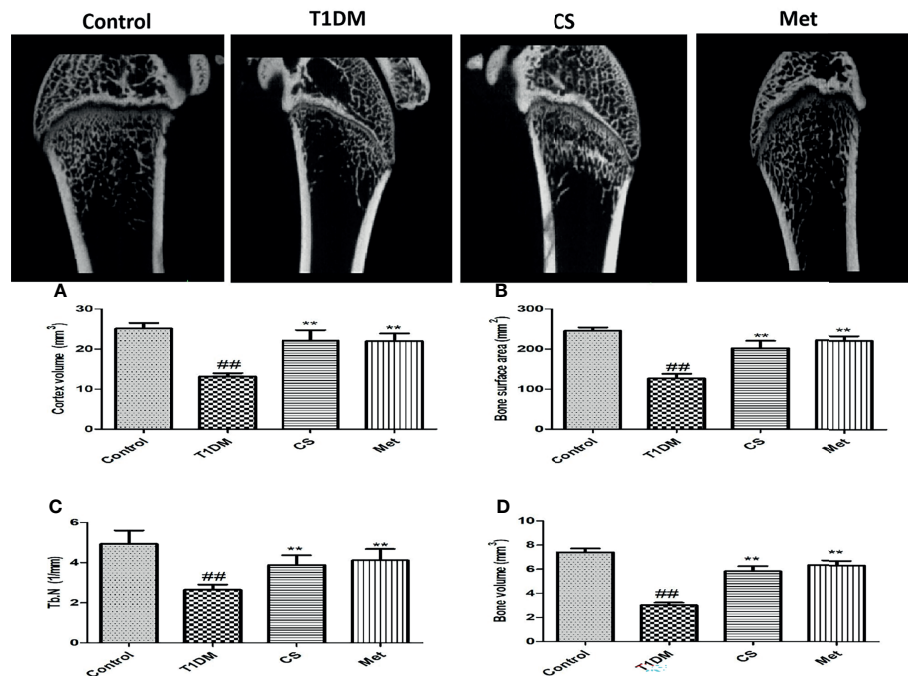 Control T1DM CS Met
A
30
20
10
0
Cortex volume (mm³)
##
**
**
Control T1DM CS Met
B
300
200
100
0
Bone surface area (mm²)
##
**
**
Control T1DM CS Met
C
6
4
2
0
Tb.N (1/mm)
##
**
**
Control T1DM CS Met
D
8
6
4
2
0
Bone volume (mm³)
##
**
**
Control T1DM CS Met